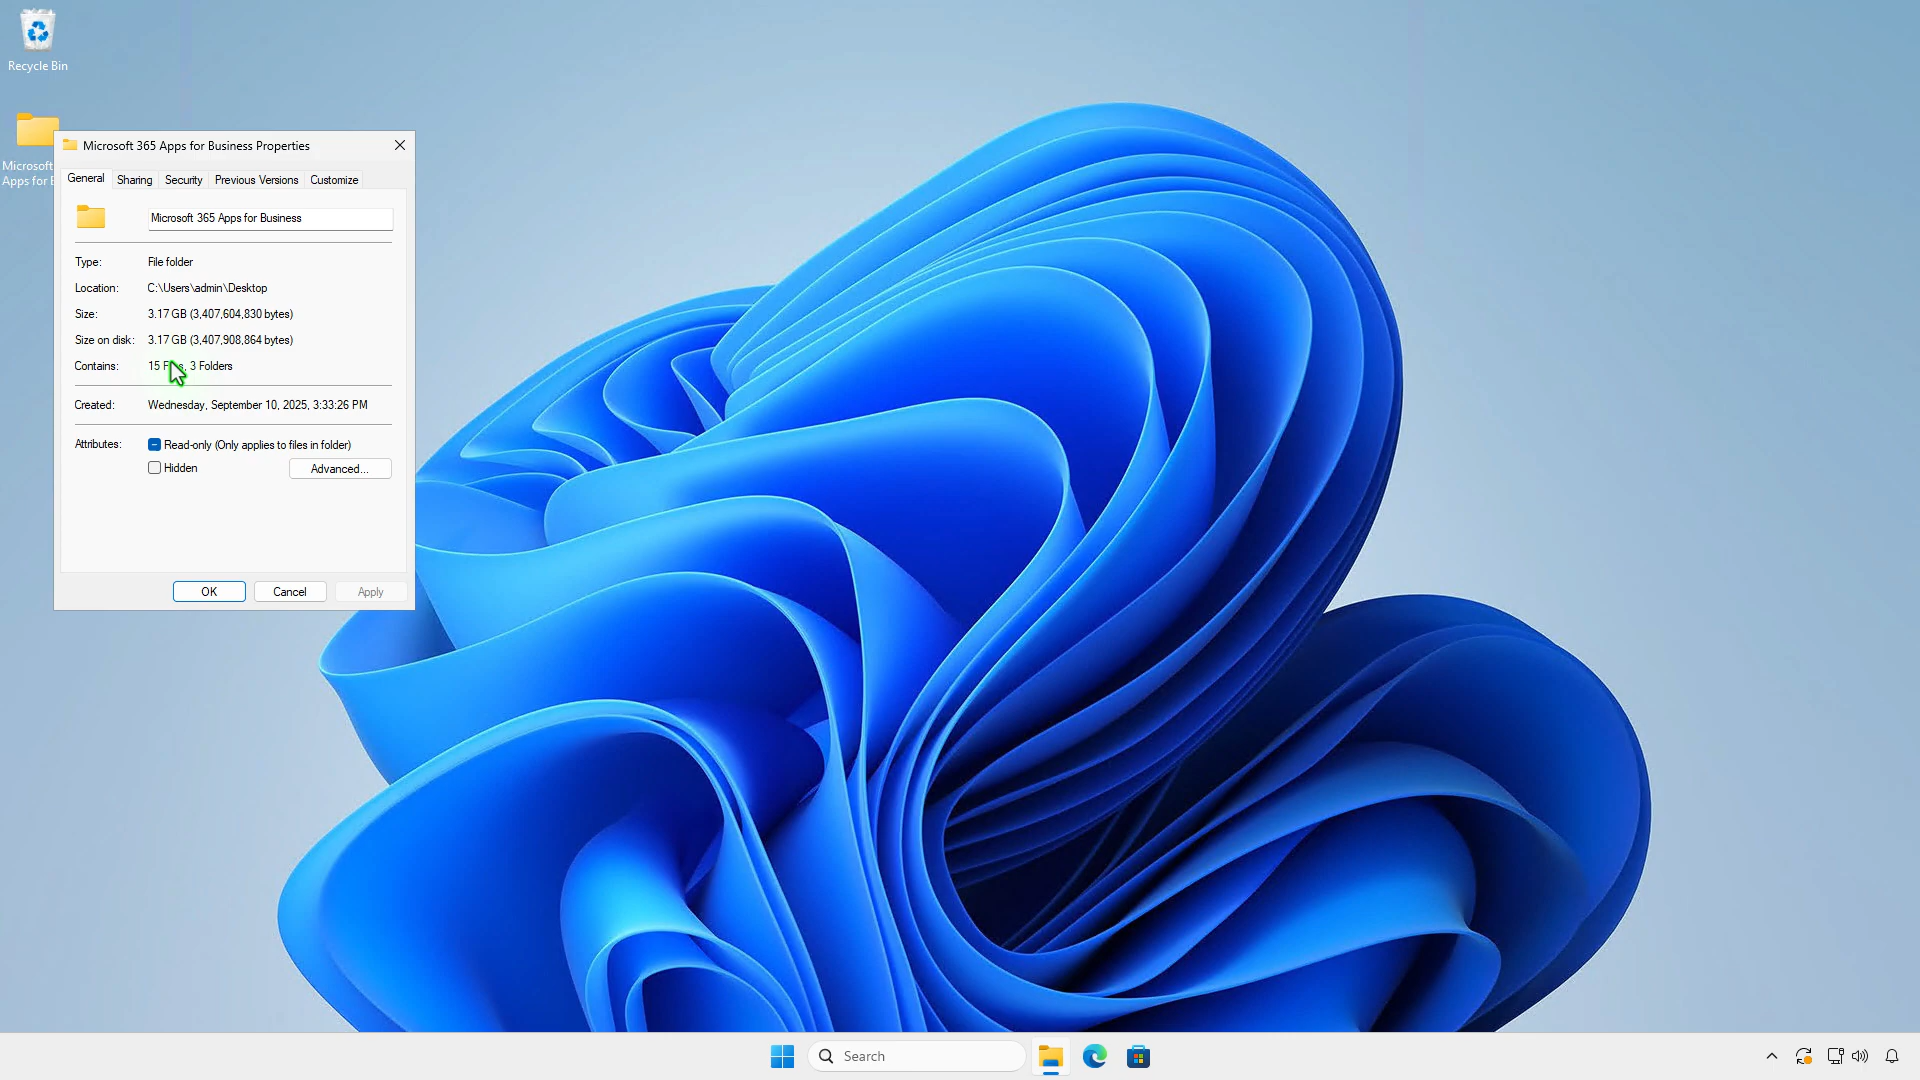 Recycle Bin
Microsoft
Apps for
Microsoft 365 Apps for Business Properties
General Sharing Security Previous Versions Customize
Microsoft 365 Apps for Business
Type: File folder
Location: C:\Users\admin\Desktop
Size: 3.17 GB (3,407,604,830 bytes)
Size on disk: 3.17 GB (3,407,908,864 bytes)
Contains: 15 Files, 3 Folders
Created: Wednesday, September 10, 2025, 3:33:26 PM
Attributes: Read-only (Only applies to files in folder)
Hidden Advanced...
OK Cancel Apply
Search